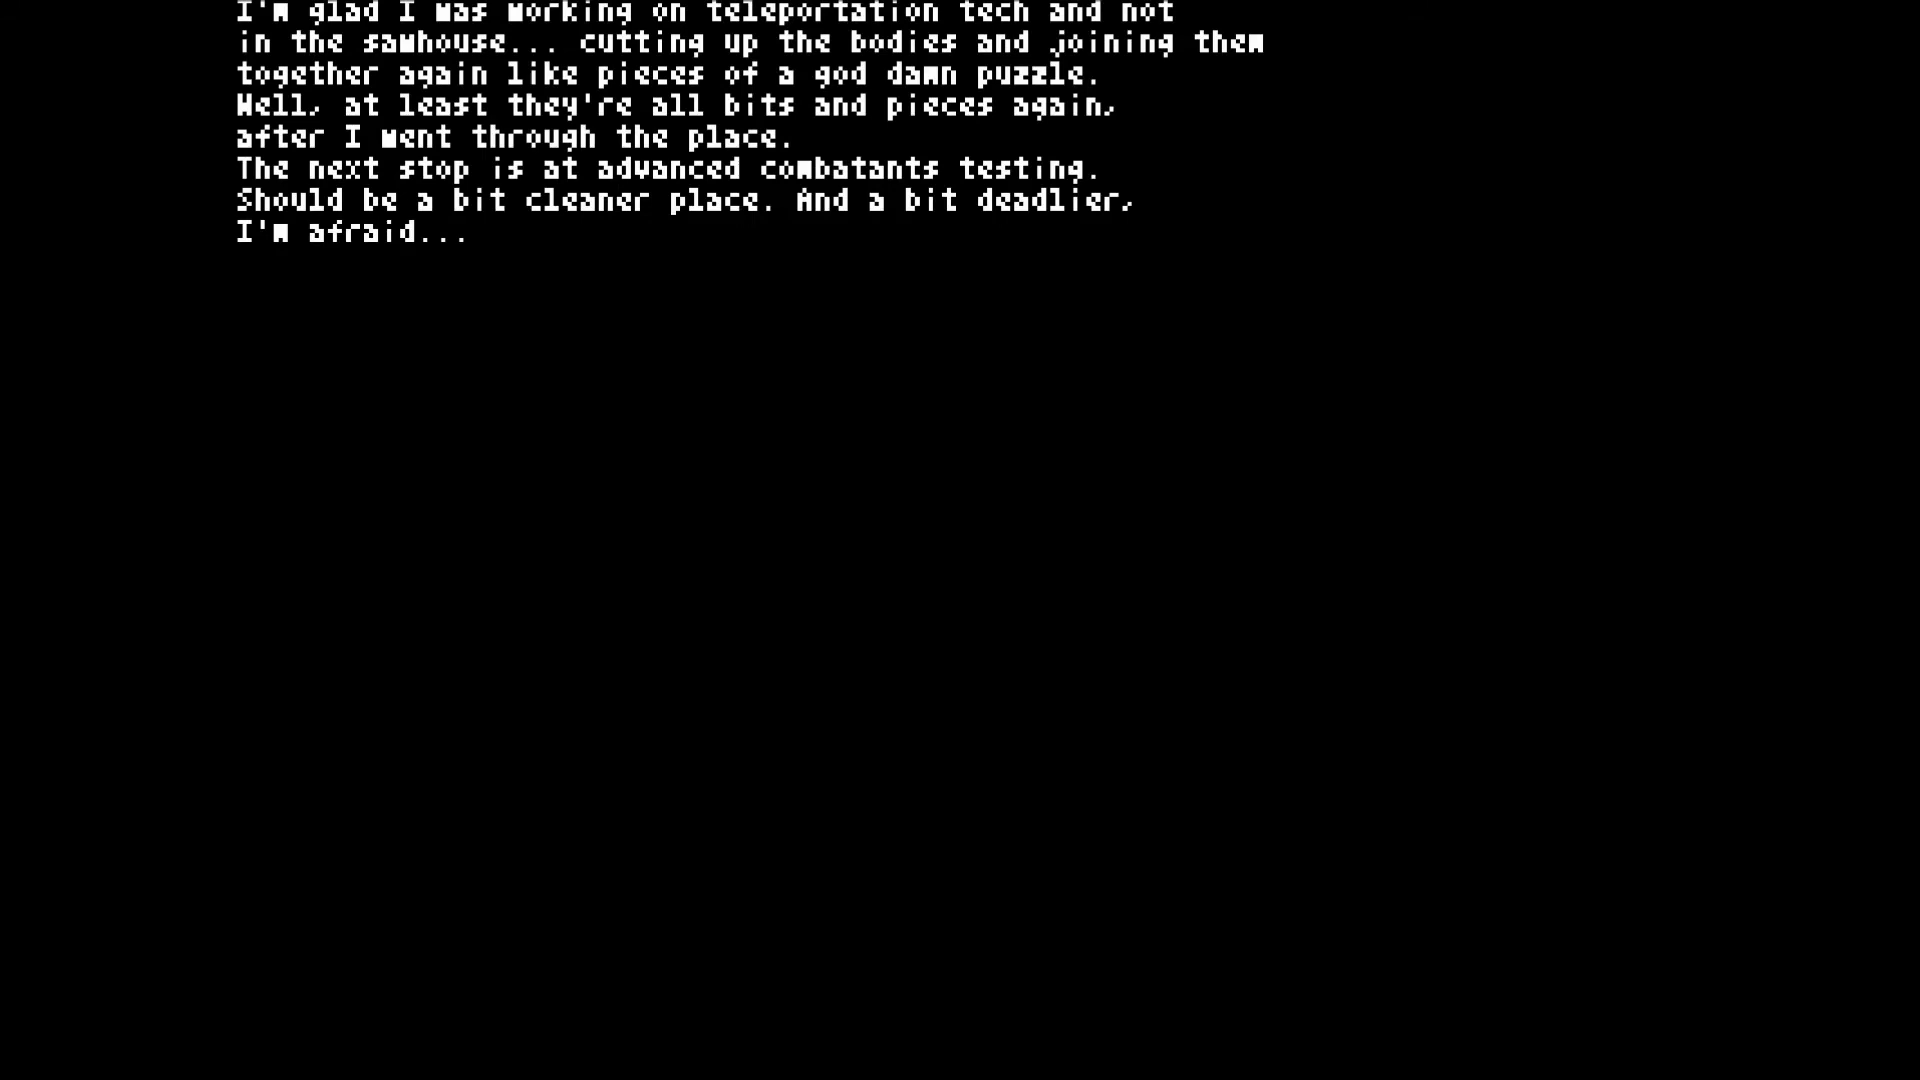 I'm glad I was working on teleportation tech and not
in the sawhouse... cutting up the bodies and joining them
together again like pieces of a god damn puzzle.
Well, at least they're all bits and pieces again,
after I went through the place.
The next stop is at advanced combatants testing.
Should be a bit cleaner place. And a bit deadlier,
I'm afraid...